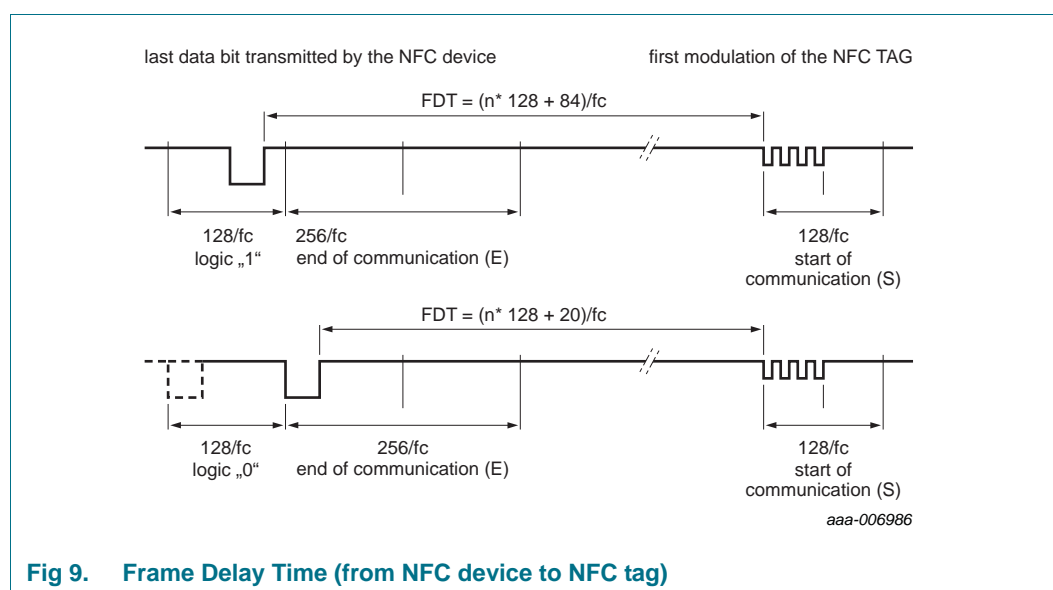 last data bit transmitted by the NFC device first modulation of the NFC TAG
FDT = (n* 128 + 84)/fc
128/fc 256/fc 128/fc
logic „1“ end of communication (E) start of
communication (S)
FDT = (n* 128 + 20)/fc
128/fc 256/fc 128/fc
logic „0“ end of communication (E) start of
communication (S)
aaa-006986
Fig 9. Frame Delay Time (from NFC device to NFC tag)